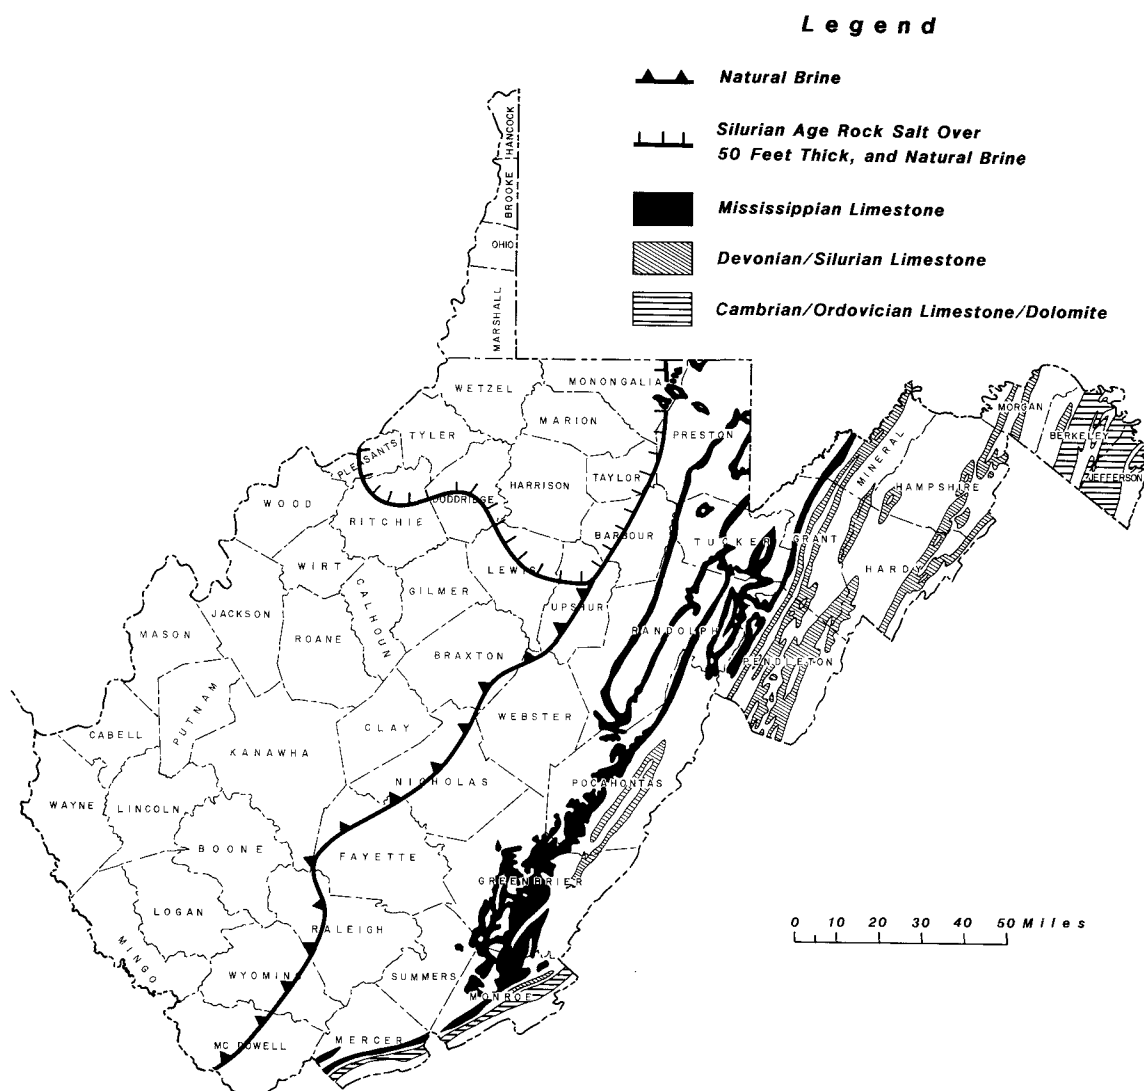 Legend
Natural Brine
Silurian Age Rock Salt Over
50 Feet Thick, and Natural Brine
Mississippian Limestone
Devonian/Silurian Limestone
Cambrian/Ordovician Limestone/Dolomite
HANCOCK
BROOKE
OHIO
MARSHALL
WETZEL
MONONGALIA
MARION
PRESTON
TYLER
PLEASANTS
WOOD
RITCHIE
DODDRIDGE
HARRISON
TAYLOR
BARBOUR
TUCKER
GRANT
MINERAL
HAMPSHIRE
MORGAN
BERKELEY
JEFFERSON
HARDY
WIRT
CALHOUN
GILMER
LEWIS
UPSHUR
RANDOLPH
PENDLETON
JACKSON
MASON
ROANE
BRAXTON
WEBSTER
PUTNAM
CABELL
KANAWHA
CLAY
NICHOLAS
POCAHONTAS
WAYNE
LINCOLN
BOONE
FAYETTE
GREENBRIER
LOGAN
RALEIGH
MINGO
WYOMING
SUMMERS
MONROE
MC DOWELL
MERCER
0 10 20 30 40 50 Miles